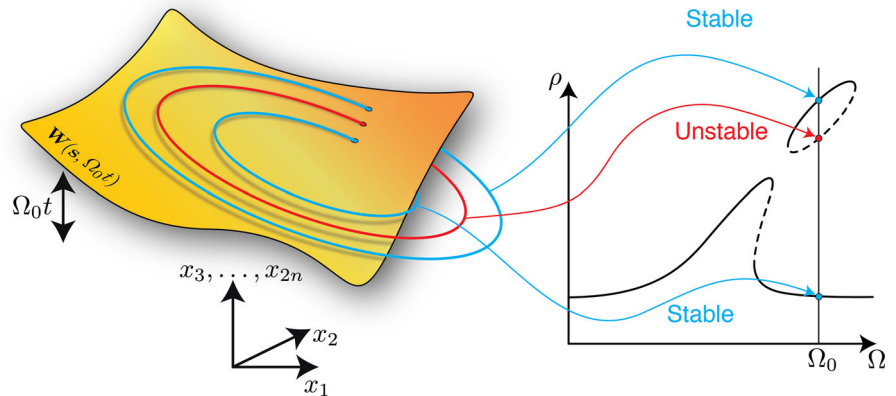 Stable
ρ
Unstable
W(s, Ω₀t)
Ω₀t
x₃, . . . , x₂ₙ
x₂
x₁
Stable
Ω₀
Ω